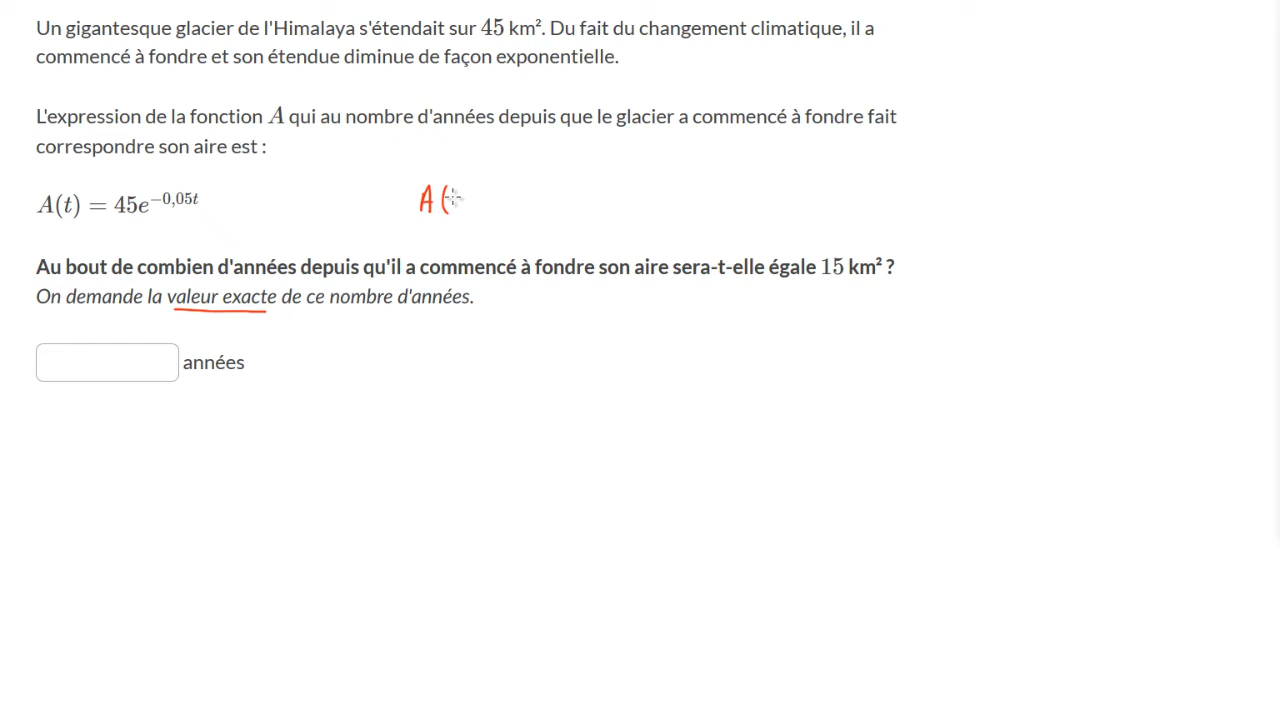 Un gigantesque glacier de l'Himalaya s'étendait sur 45 km². Du fait du changement climatique, il a
commencé à fondre et son étendue diminue de façon exponentielle.
L'expression de la fonction A qui au nombre d'années depuis que le glacier a commencé à fondre fait
correspondre son aire est :
A(t) = 45e^{-0,05t}
A (
Au bout de combien d'années depuis qu'il a commencé à fondre son aire sera-t-elle égale 15 km² ?
On demande la valeur exacte de ce nombre d'années.
années